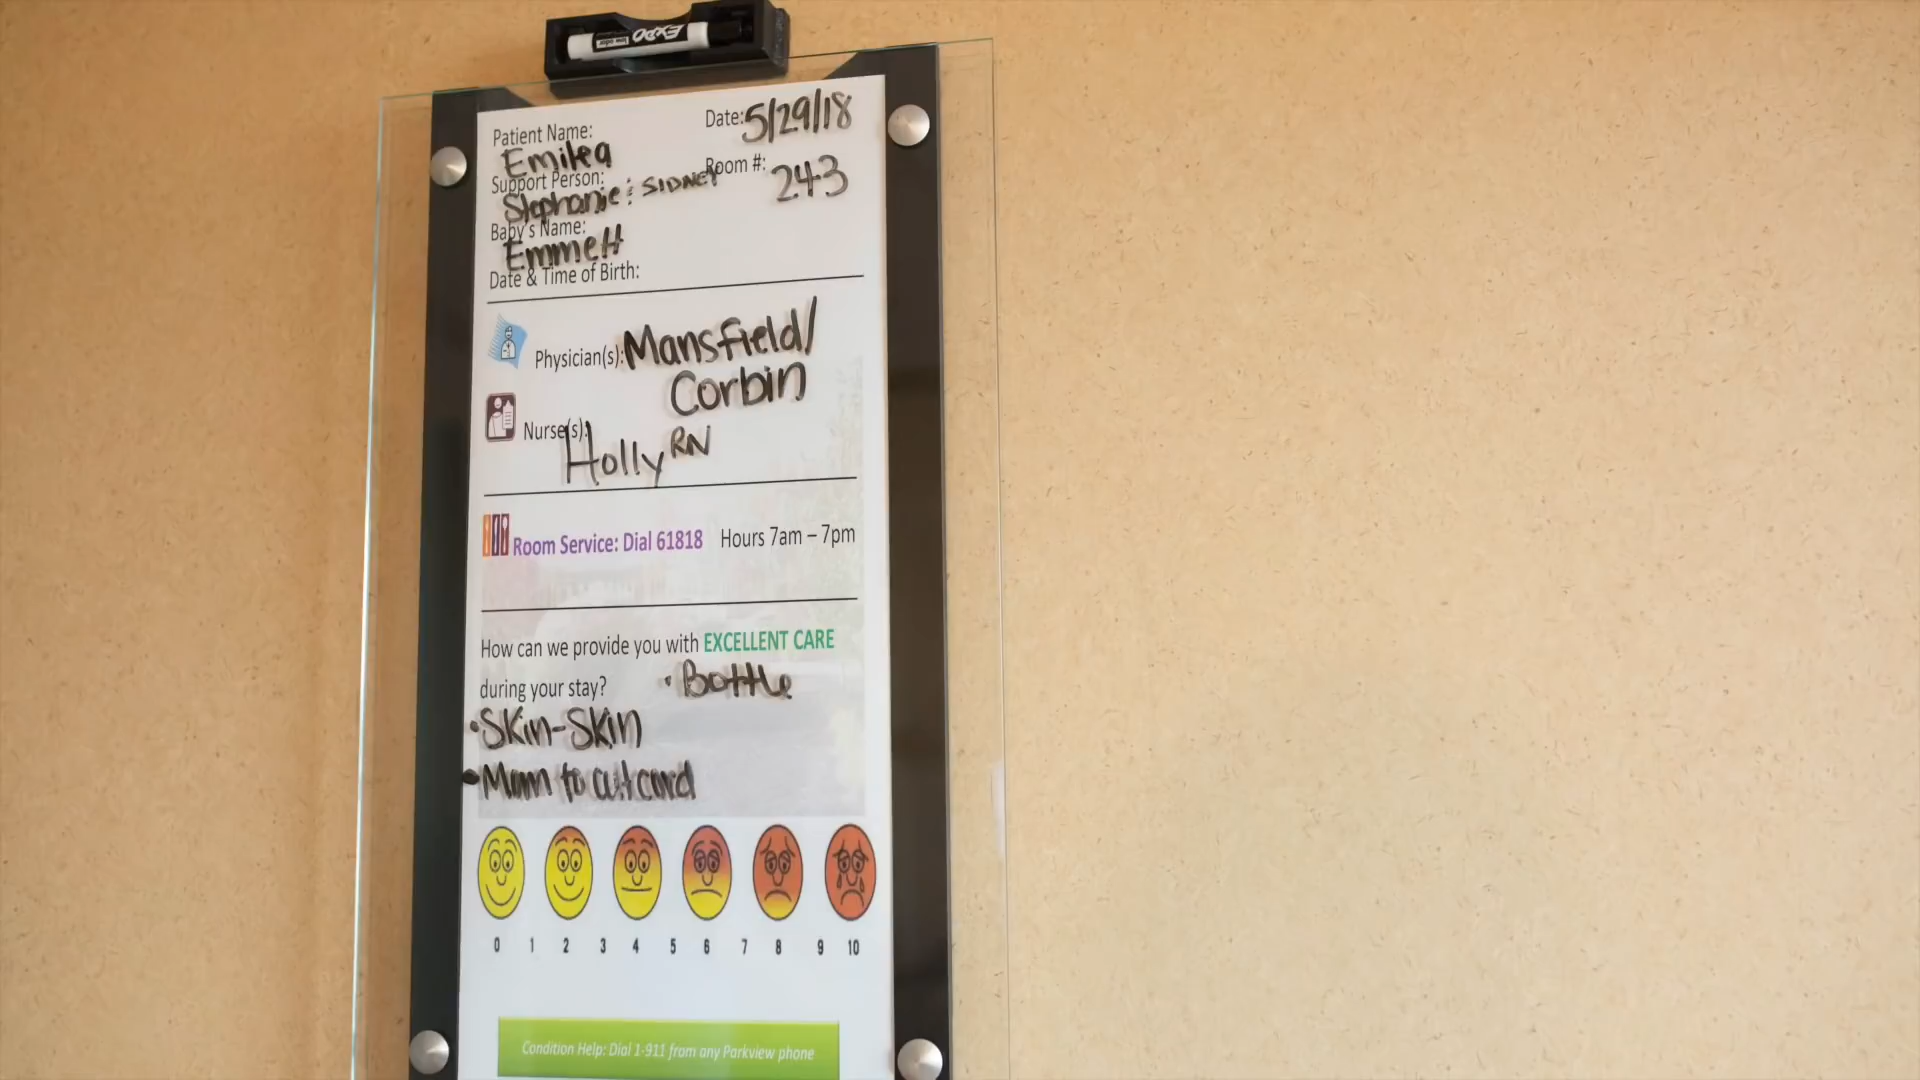 EXPO
low odor
Patient Name:
Date: 5/29/18
Emilea
Room #: 243
Support Person:
Stephanie : SIDNEY
Baby's Name:
Emmett
Date & Time of Birth:
Physician(s): Mansfield/
Corbin
Nurse(s):
Holly RN
Room Service: Dial 61818 Hours 7am – 7pm
How can we provide you with EXCELLENT CARE
during your stay? • Bottle
• Skin-Skin
• Mom to cut cord
0 1 2 3 4 5 6 7 8 9 10
Condition Help: Dial 1-911 from any Parkview phone